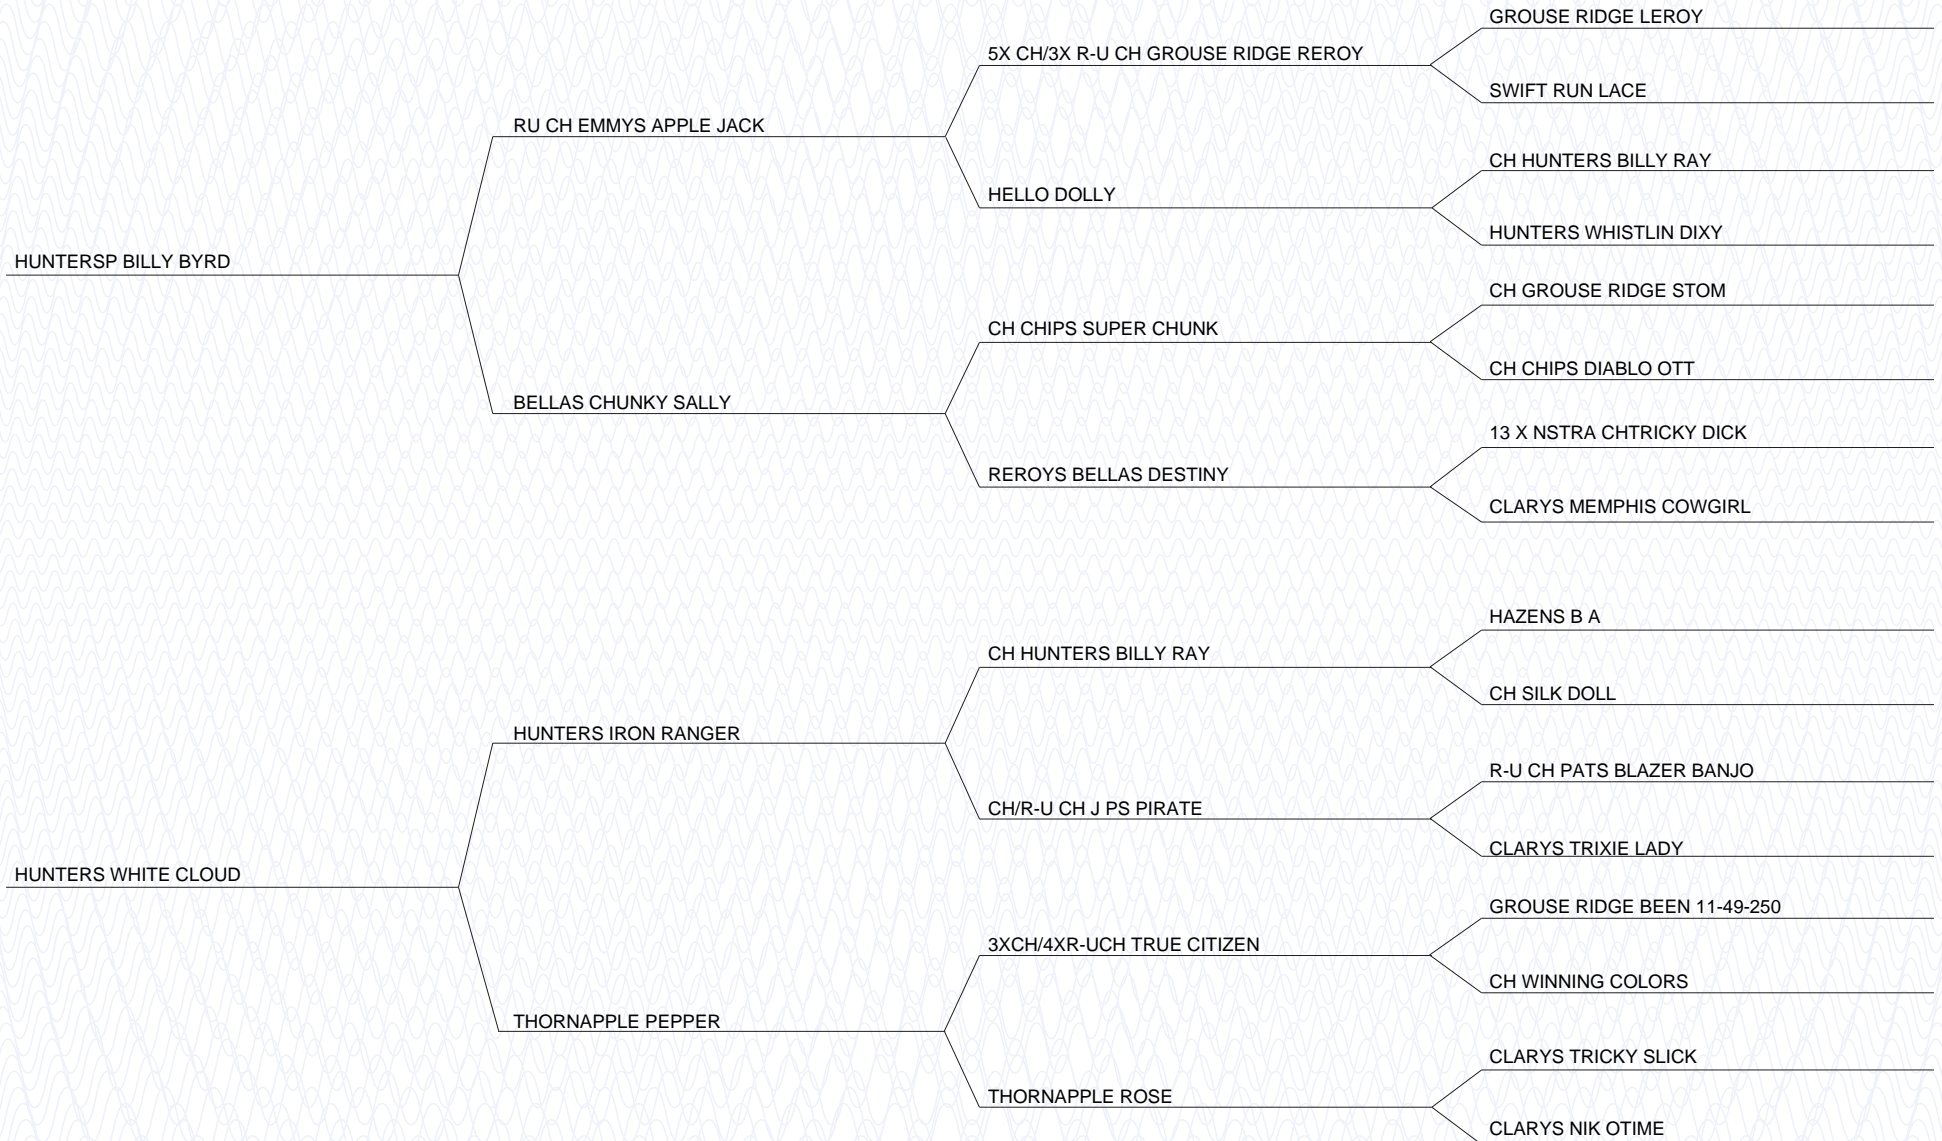 GROUSE RIDGE LEROY
5X CH/3X R-U CH GROUSE RIDGE REROY
SWIFT RUN LACE
RU CH EMMYS APPLE JACK
CH HUNTERS BILLY RAY
HELLO DOLLY
HUNTERS WHISTLIN DIXY
HUNTERSP BILLY BYRD
CH GROUSE RIDGE STOM
CH CHIPS SUPER CHUNK
CH CHIPS DIABLO OTT
BELLAS CHUNKY SALLY
13 X NSTRA CHTRICKY DICK
REROYS BELLAS DESTINY
CLARYS MEMPHIS COWGIRL
HAZENS B A
CH HUNTERS BILLY RAY
CH SILK DOLL
HUNTERS IRON RANGER
R-U CH PATS BLAZER BANJO
CH/R-U CH J PS PIRATE
CLARYS TRIXIE LADY
HUNTERS WHITE CLOUD
GROUSE RIDGE BEEN 11-49-250
3XCH/4XR-UCH TRUE CITIZEN
CH WINNING COLORS
THORNAPPLE PEPPER
CLARYS TRICKY SLICK
THORNAPPLE ROSE
CLARYS NIK OTIME